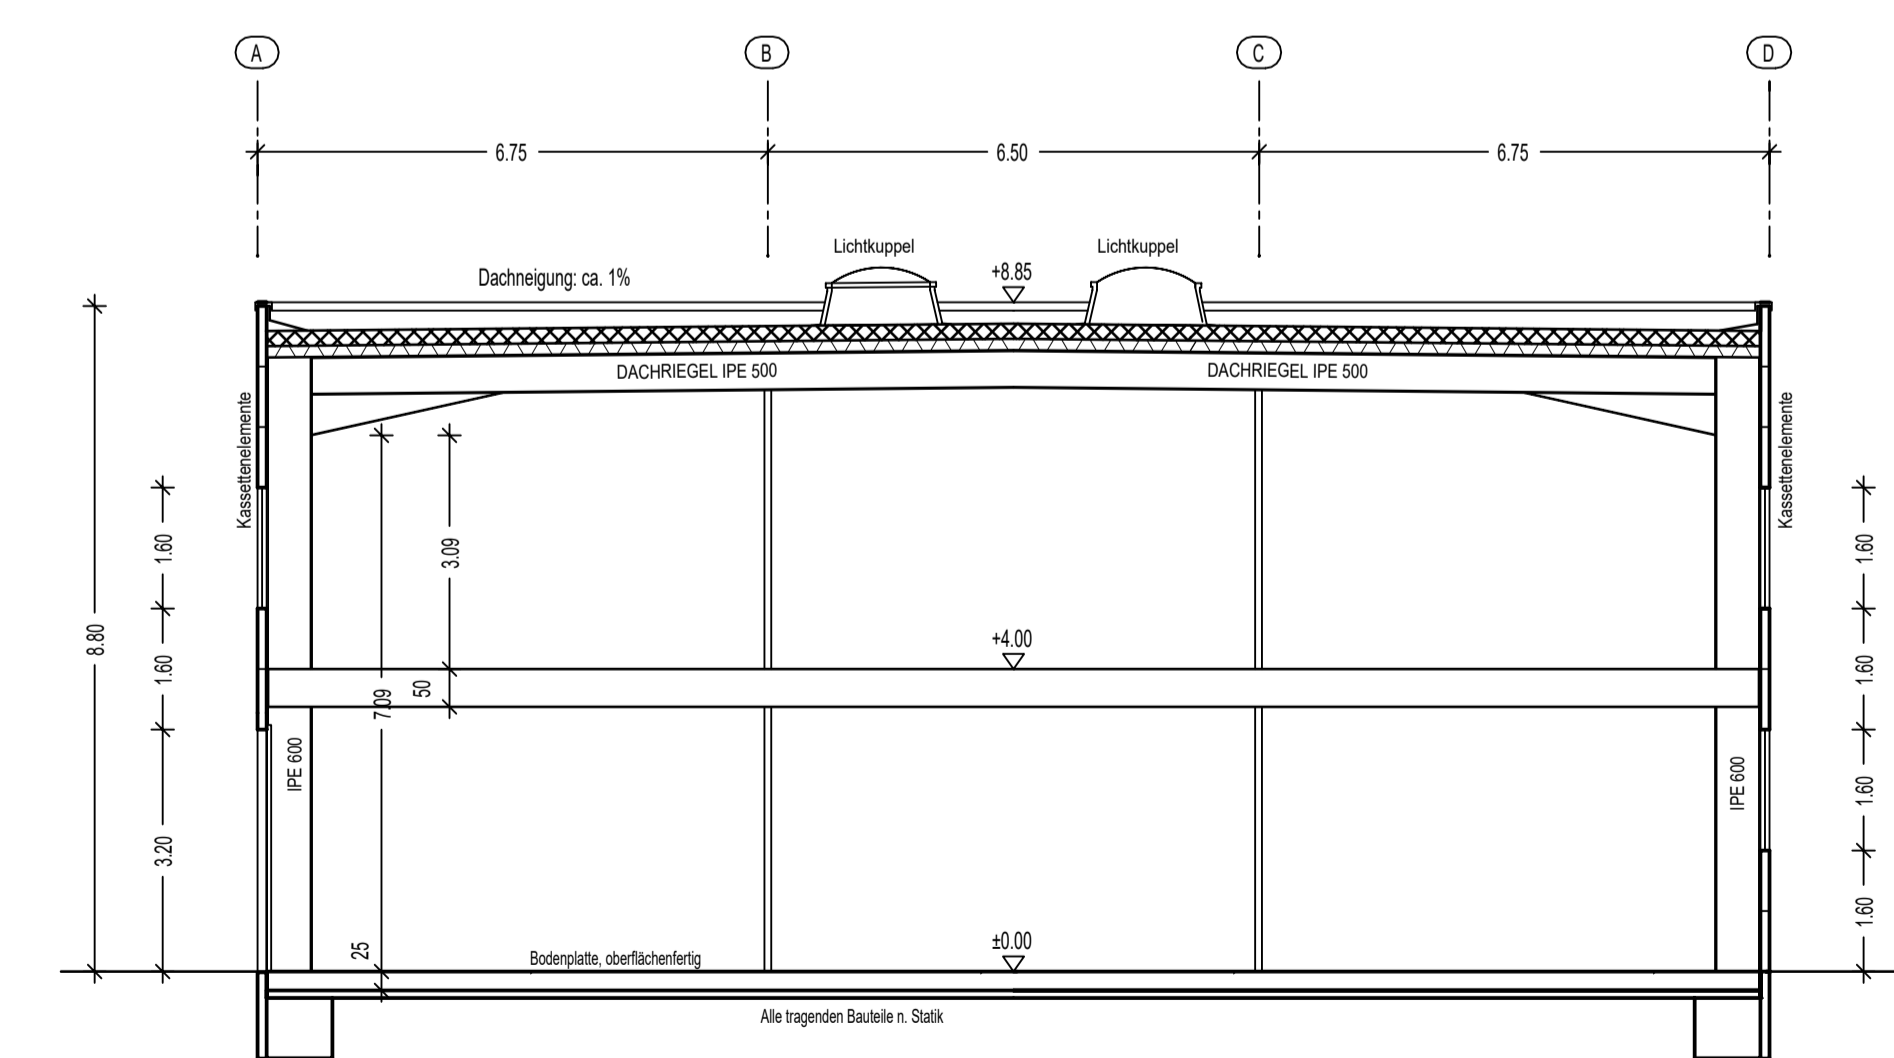 A
B
C
D
6.75
6.50
6.75
Lichtkuppel
Lichtkuppel
Dachneigung: ca. 1%
+8.85
DACHRIEGEL IPE 500
DACHRIEGEL IPE 500
Kassettenelemente
Kassettenelemente
8.80
1.60
1.60
3.20
3.09
50
7.09
25
+4.00
1.60
1.60
1.60
1.60
IPE 600
IPE 600
±0.00
Bodenplatte, oberflächenfertig
Alle tragenden Bauteile n. Statik